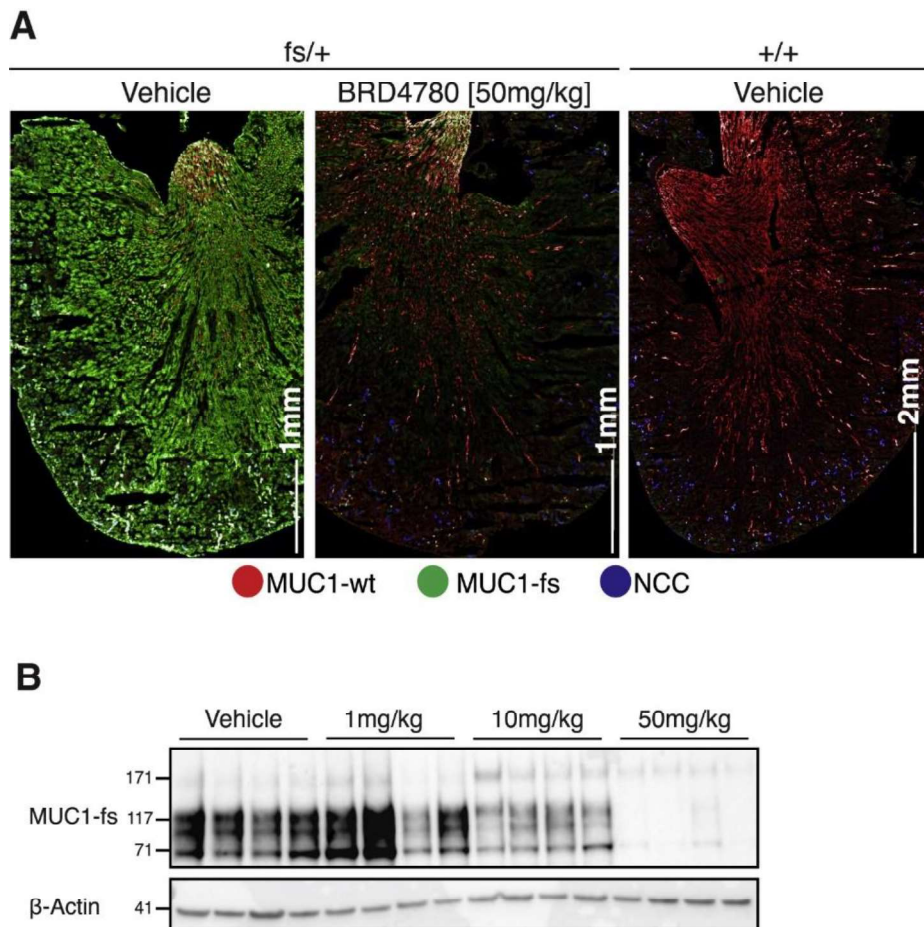 A
fs/+ +/+
Vehicle BRD4780 [50mg/kg] Vehicle
1mm 1mm 2mm
MUC1-wt MUC1-fs NCC
B
Vehicle 1mg/kg 10mg/kg 50mg/kg
171
MUC1-fs 117
71
β-Actin 41